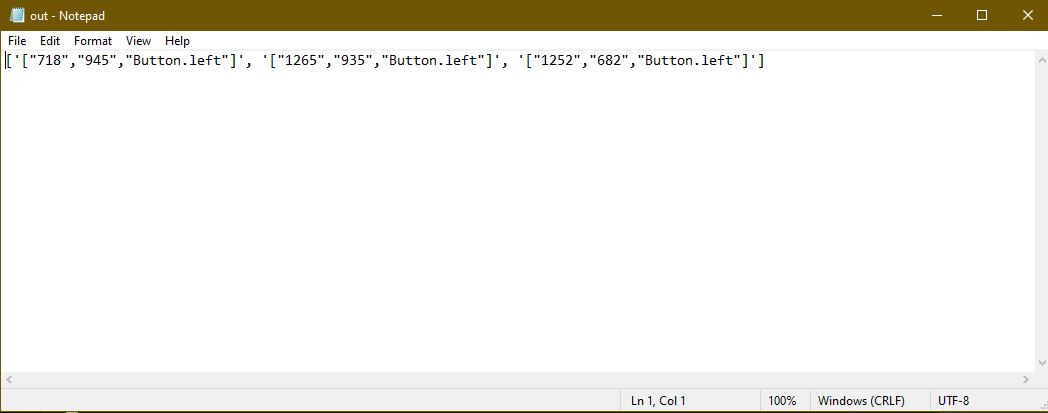 out - Notepad
File Edit Format View Help
['["718","945","Button.left"]', '["1265","935","Button.left"]', '["1252","682","Button.left"]']
Ln 1, Col 1 100% Windows (CRLF) UTF-8